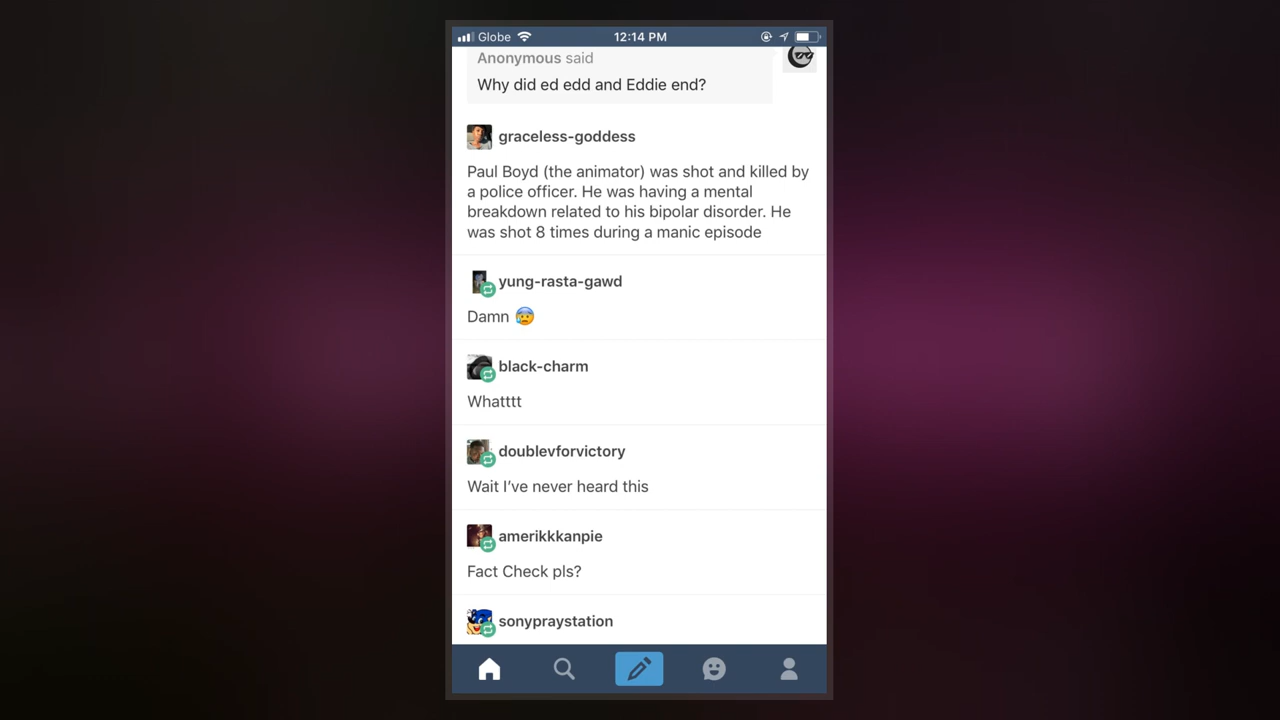 Globe 12:14 PM
Anonymous said
Why did ed edd and Eddie end?
graceless-goddess
Paul Boyd (the animator) was shot and killed by
a police officer. He was having a mental
breakdown related to his bipolar disorder. He
was shot 8 times during a manic episode
yung-rasta-gawd
Damn 😰
black-charm
Whatttt
doublevforvictory
Wait I’ve never heard this
amerikkkanpie
Fact Check pls?
sonypraystation